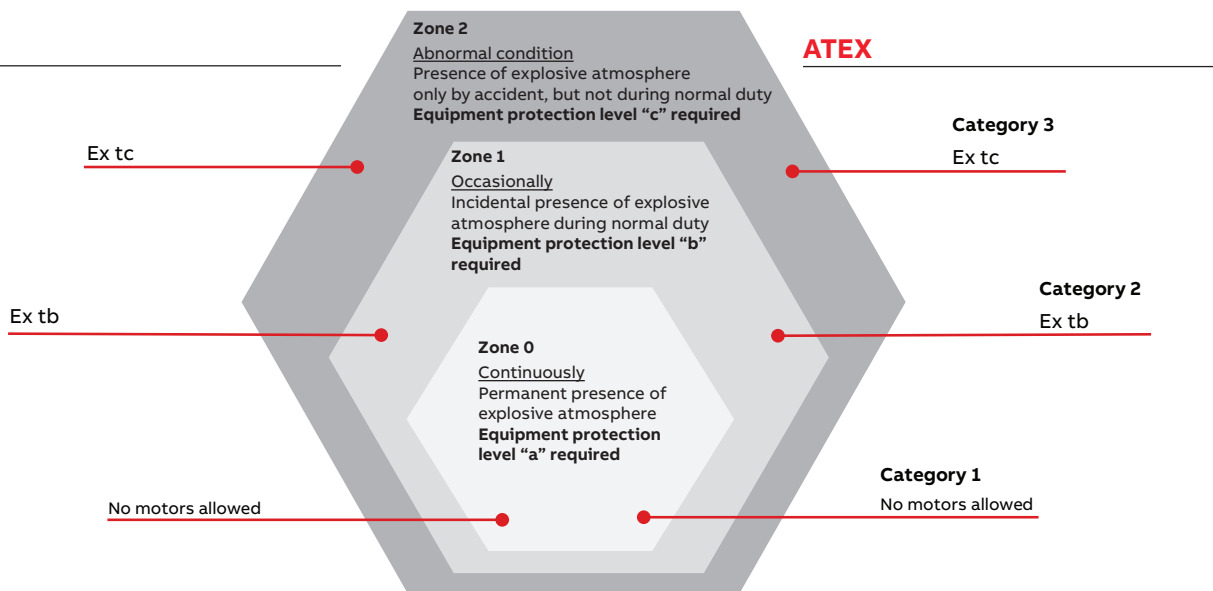 Zone 2
Abnormal condition
Presence of explosive atmosphere
only by accident, but not during normal duty
Equipment protection level “c” required
ATEX
Category 3
Ex tc
Ex tc
Zone 1
Occasionally
Incidental presence of explosive
atmosphere during normal duty
Equipment protection level “b”
required
Category 2
Ex tb
Ex tb
Zone 0
Continuously
Permanent presence of
explosive atmosphere
Equipment protection
level “a” required
Category 1
No motors allowed
No motors allowed